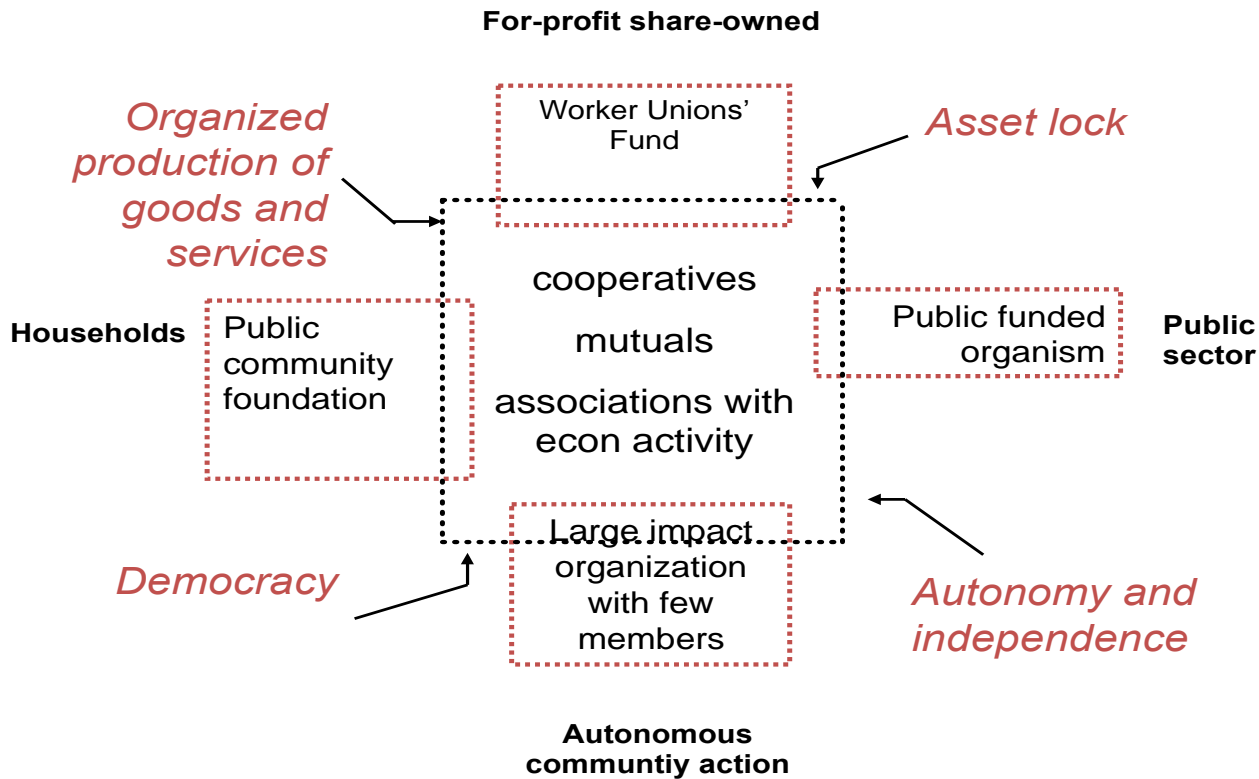 For-profit share-owned
Organized
production of
goods and
services
Worker Unions’
Fund
Asset lock
Households
Public
community
foundation
cooperatives
mutuals
associations with
econ activity
Public funded
organism
Public
sector
Democracy
Large impact
organization
with few
members
Autonomy and
independence
Autonomous
communtiy action